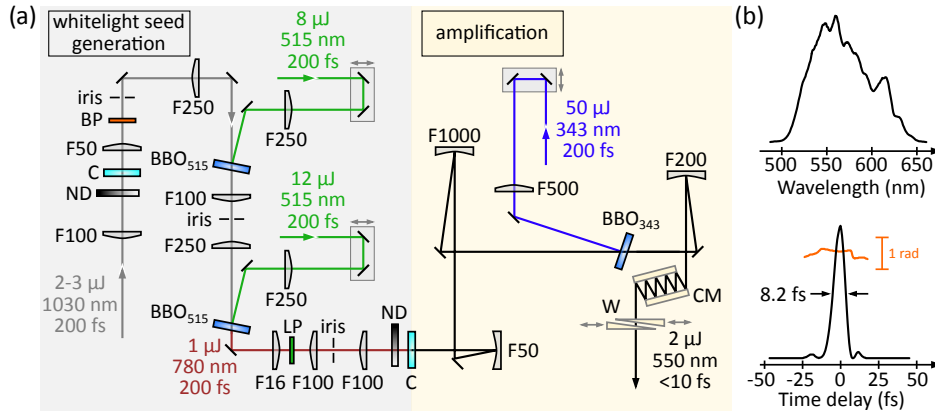 (a)
whitelight seed
generation
8 µJ
515 nm
200 fs
amplification
(b)
F250
iris
BP
F50
C
ND
F100
2-3 µJ
1030 nm
200 fs
F250
BBO515
F100
iris
F250
12 µJ
515 nm
200 fs
F250
BBO515
1 µJ
780 nm
200 fs
LP
iris
ND
F16
F100
F100
C
F50
F1000
50 µJ
343 nm
200 fs
F500
F200
BBO343
CM
W
2 µJ
550 nm
<10 fs
500
550
600
650
Wavelength (nm)
1 rad
8.2 fs
-50
-25
0
25
50
Time delay (fs)